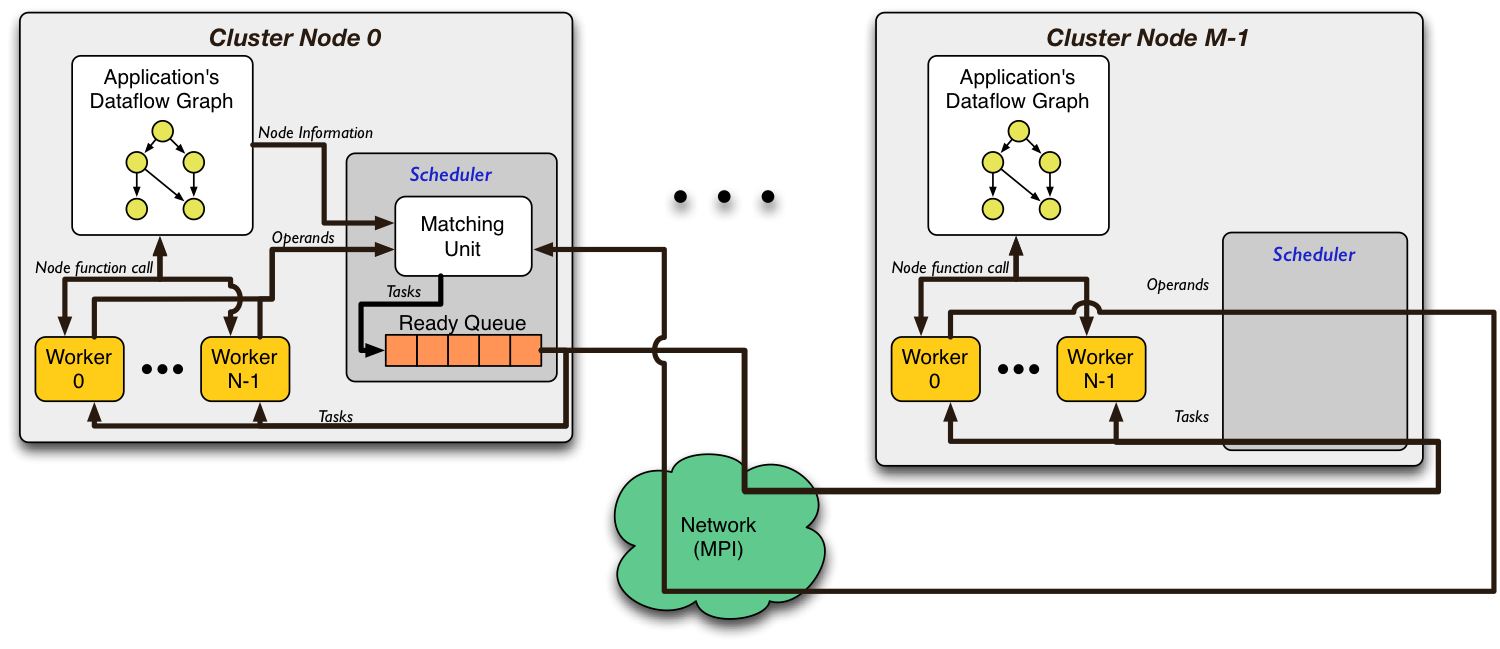 Cluster Node 0
Application's
Dataflow Graph
Node Information
Scheduler
Matching
Unit
Operands
Node function call
Tasks
Ready Queue
Worker
0
Worker
N-1
Tasks
Network
(MPI)
Cluster Node M-1
Application's
Dataflow Graph
Scheduler
Node function call
Operands
Worker
0
Worker
N-1
Tasks